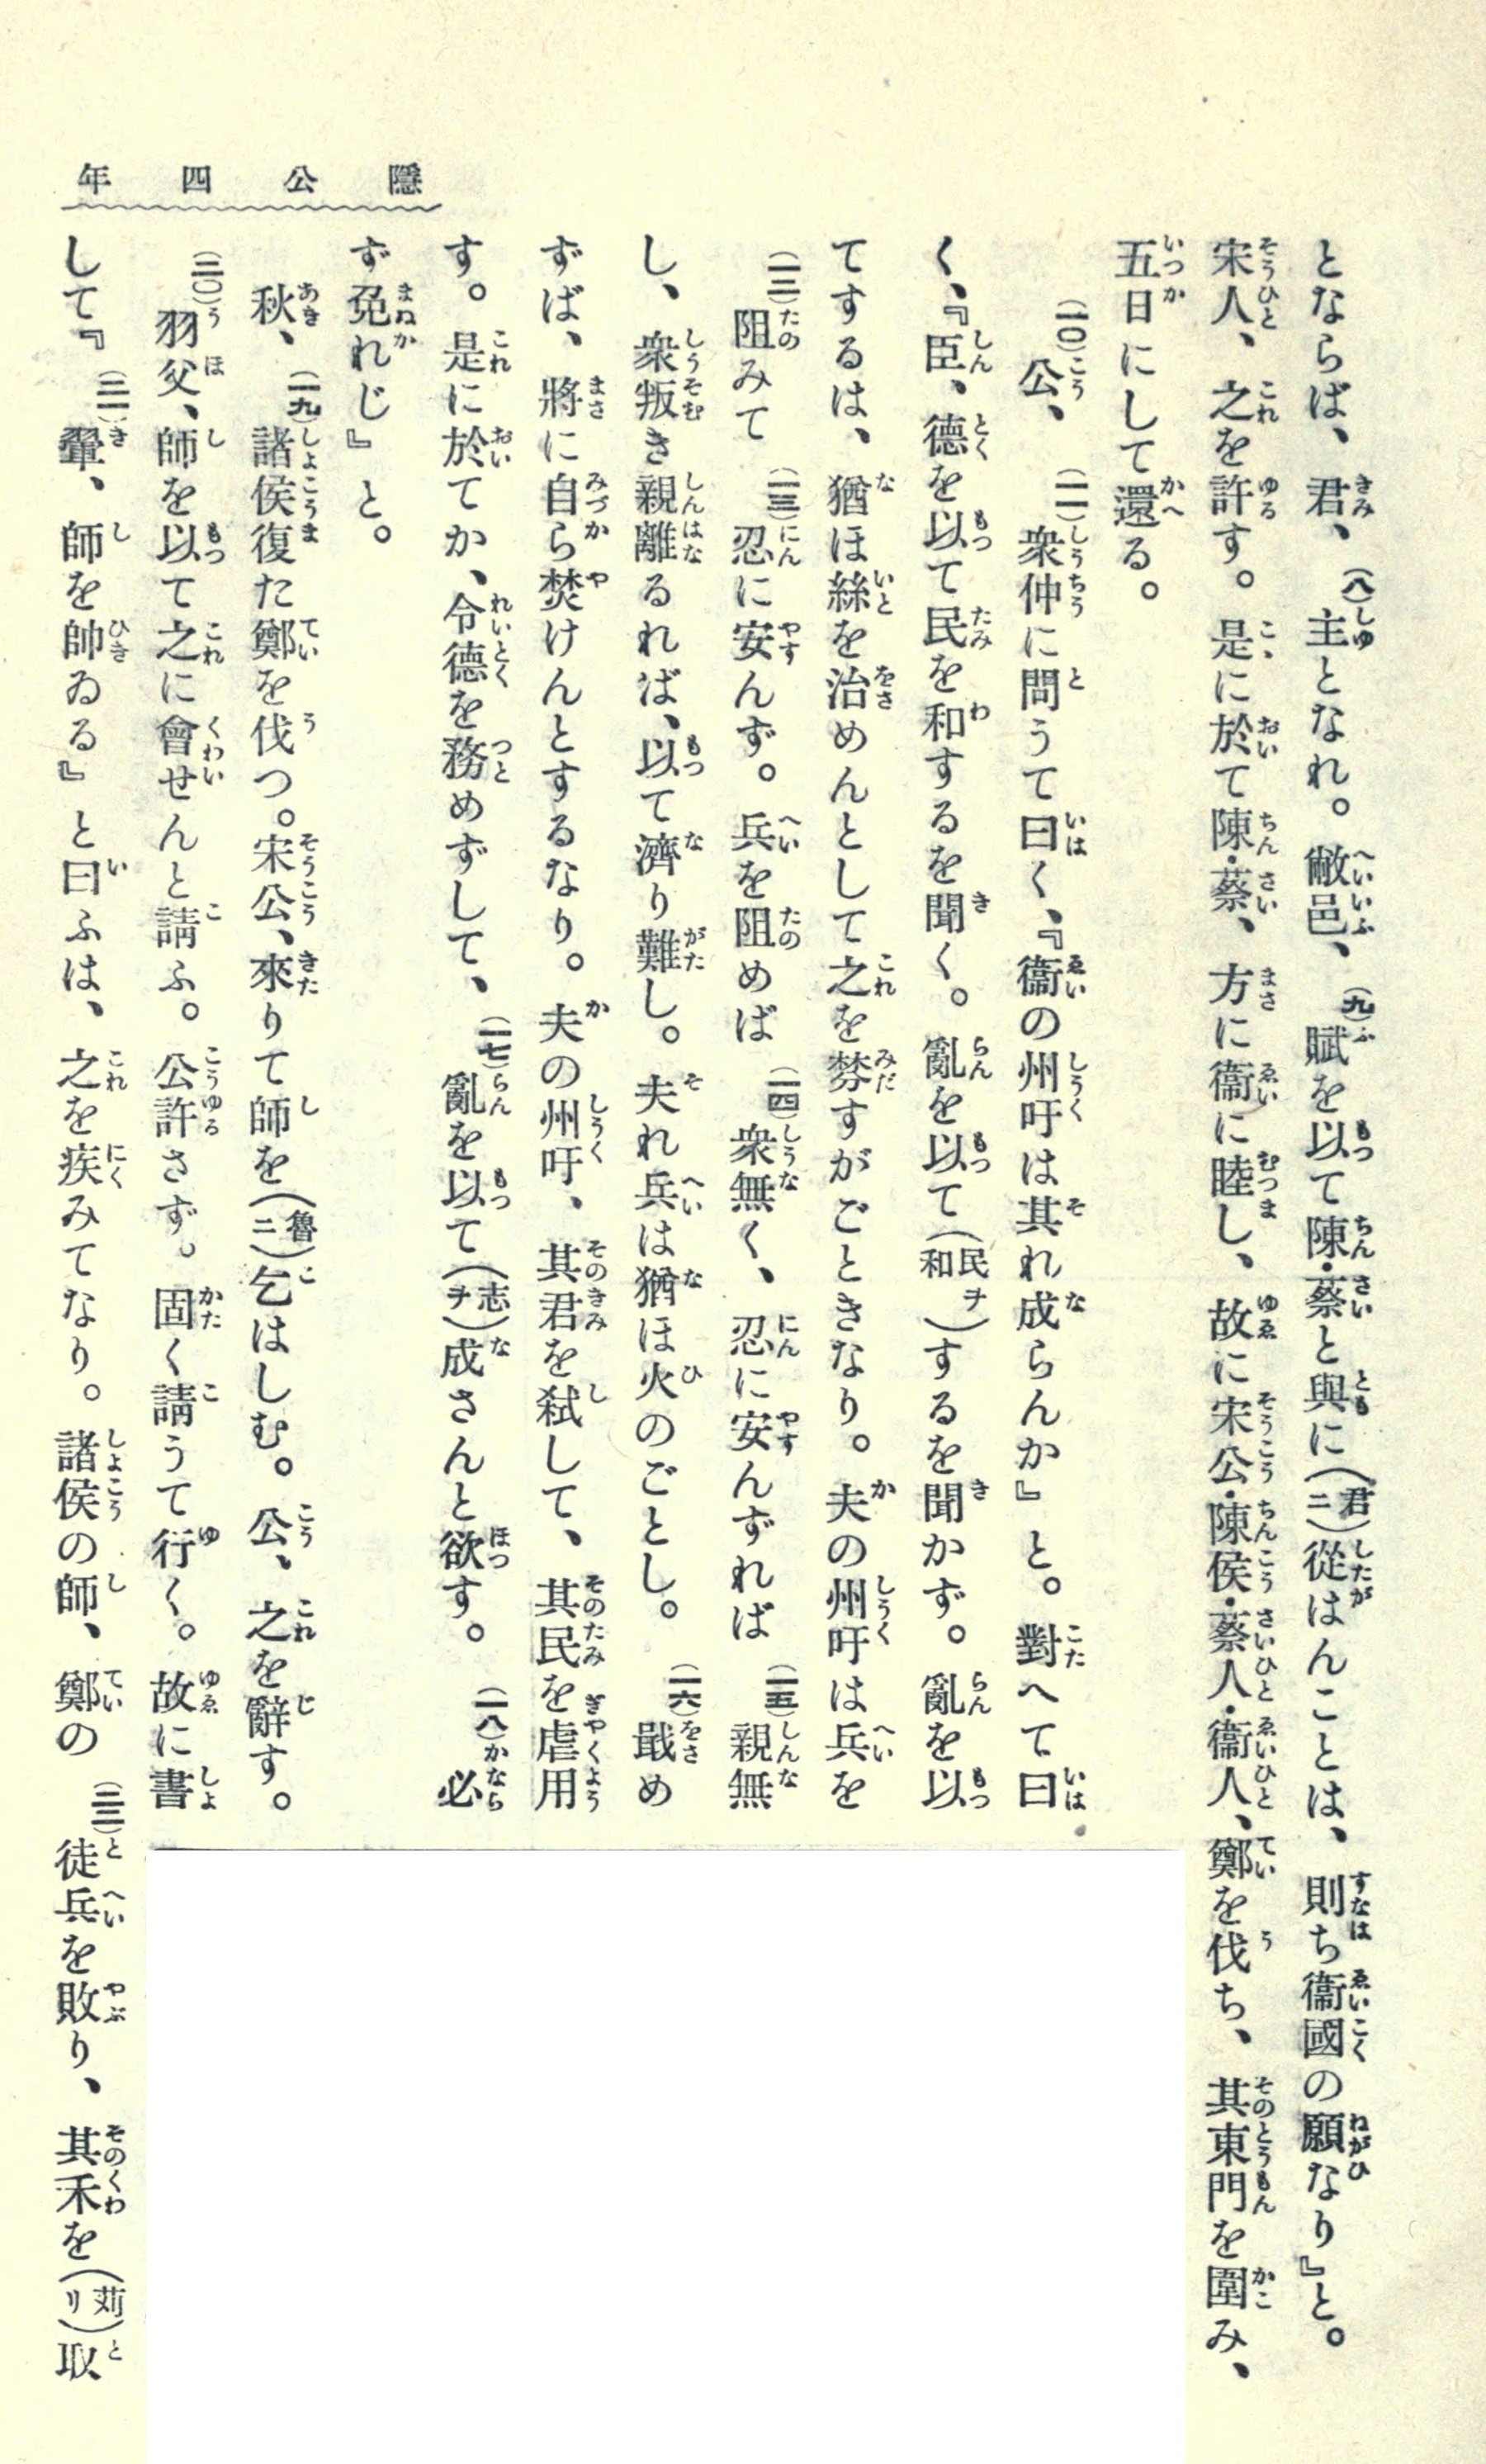 隱公四年
とならば、君、(八)主となれ。敝邑、(九)賦を以て陳・蔡と與に(君ニ)從はんことは、則ち衞國の願なり』と。
宋人、之を許す。是に於て陳・蔡、方に衞に睦し、故に宋公・陳侯・蔡人・衞人、鄭を伐ち、其東門を圍み、
五日にして還る。
(一〇)公、(一一)衆仲に問うて曰く、『衞の州吁は其れ成らんか』と。對へて曰
く、『臣、德を以て民を和するを聞く。亂を以て(民ヲ和)するを聞かず。亂を以
てするは、猶ほ絲を治めんとして之を棼すがごときなり。夫の州吁は兵を
(一二)阻みて(一三)忍に安んず。兵を阻めば(一四)衆無く、忍に安んずれば(一五)親無
し、衆叛き親離るれば、以て濟り難し。夫れ兵は猶ほ火のごとし。(一六)戢め
ずば、將に自ら焚けんとするなり。夫の州吁、其君を弑して、其民を虐用
す。是に於てか、令德を務めずして、(一七)亂を以て(志ヲ)成さんと欲す。(一八)必
ず免れじ』と。
秋、(一九)諸侯復た鄭を伐つ。宋公、來りて師を(魯ニ)乞はしむ。公、之を辭す。
(二〇)羽父、師を以て之に會せんと請ふ。公許さず。固く請うて行く。故に書
して『(二一)翬、師を帥ゐる』と曰ふは、之を疾みてなり。諸侯の師、鄭の(二二)徒兵を敗り、其禾を(苅リ)取